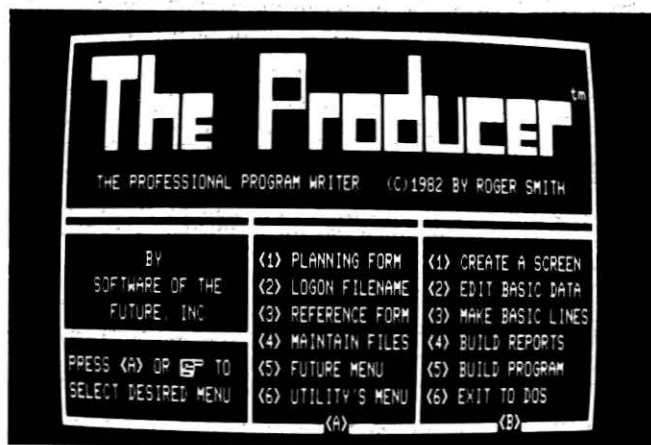 The Producer tm
THE PROFESSIONAL PROGRAM WRITER (C)1982 BY ROGER SMITH
BY
SOFTWARE OF THE
FUTURE, INC
PRESS <A> OR TO
SELECT DESIRED MENU
<1> PLANNING FORM
<2> LOGON FILENAME
<3> REFERENCE FORM
<4> MAINTAIN FILES
<5> FUTURE MENU
<6> UTILITY'S MENU
<A>
<1> CREATE A SCREEN
<2> EDIT BASIC DATA
<3> MAKE BASIC LINES
<4> BUILD REPORTS
<5> BUILD PROGRAM
<6> EXIT TO DOS
<B>